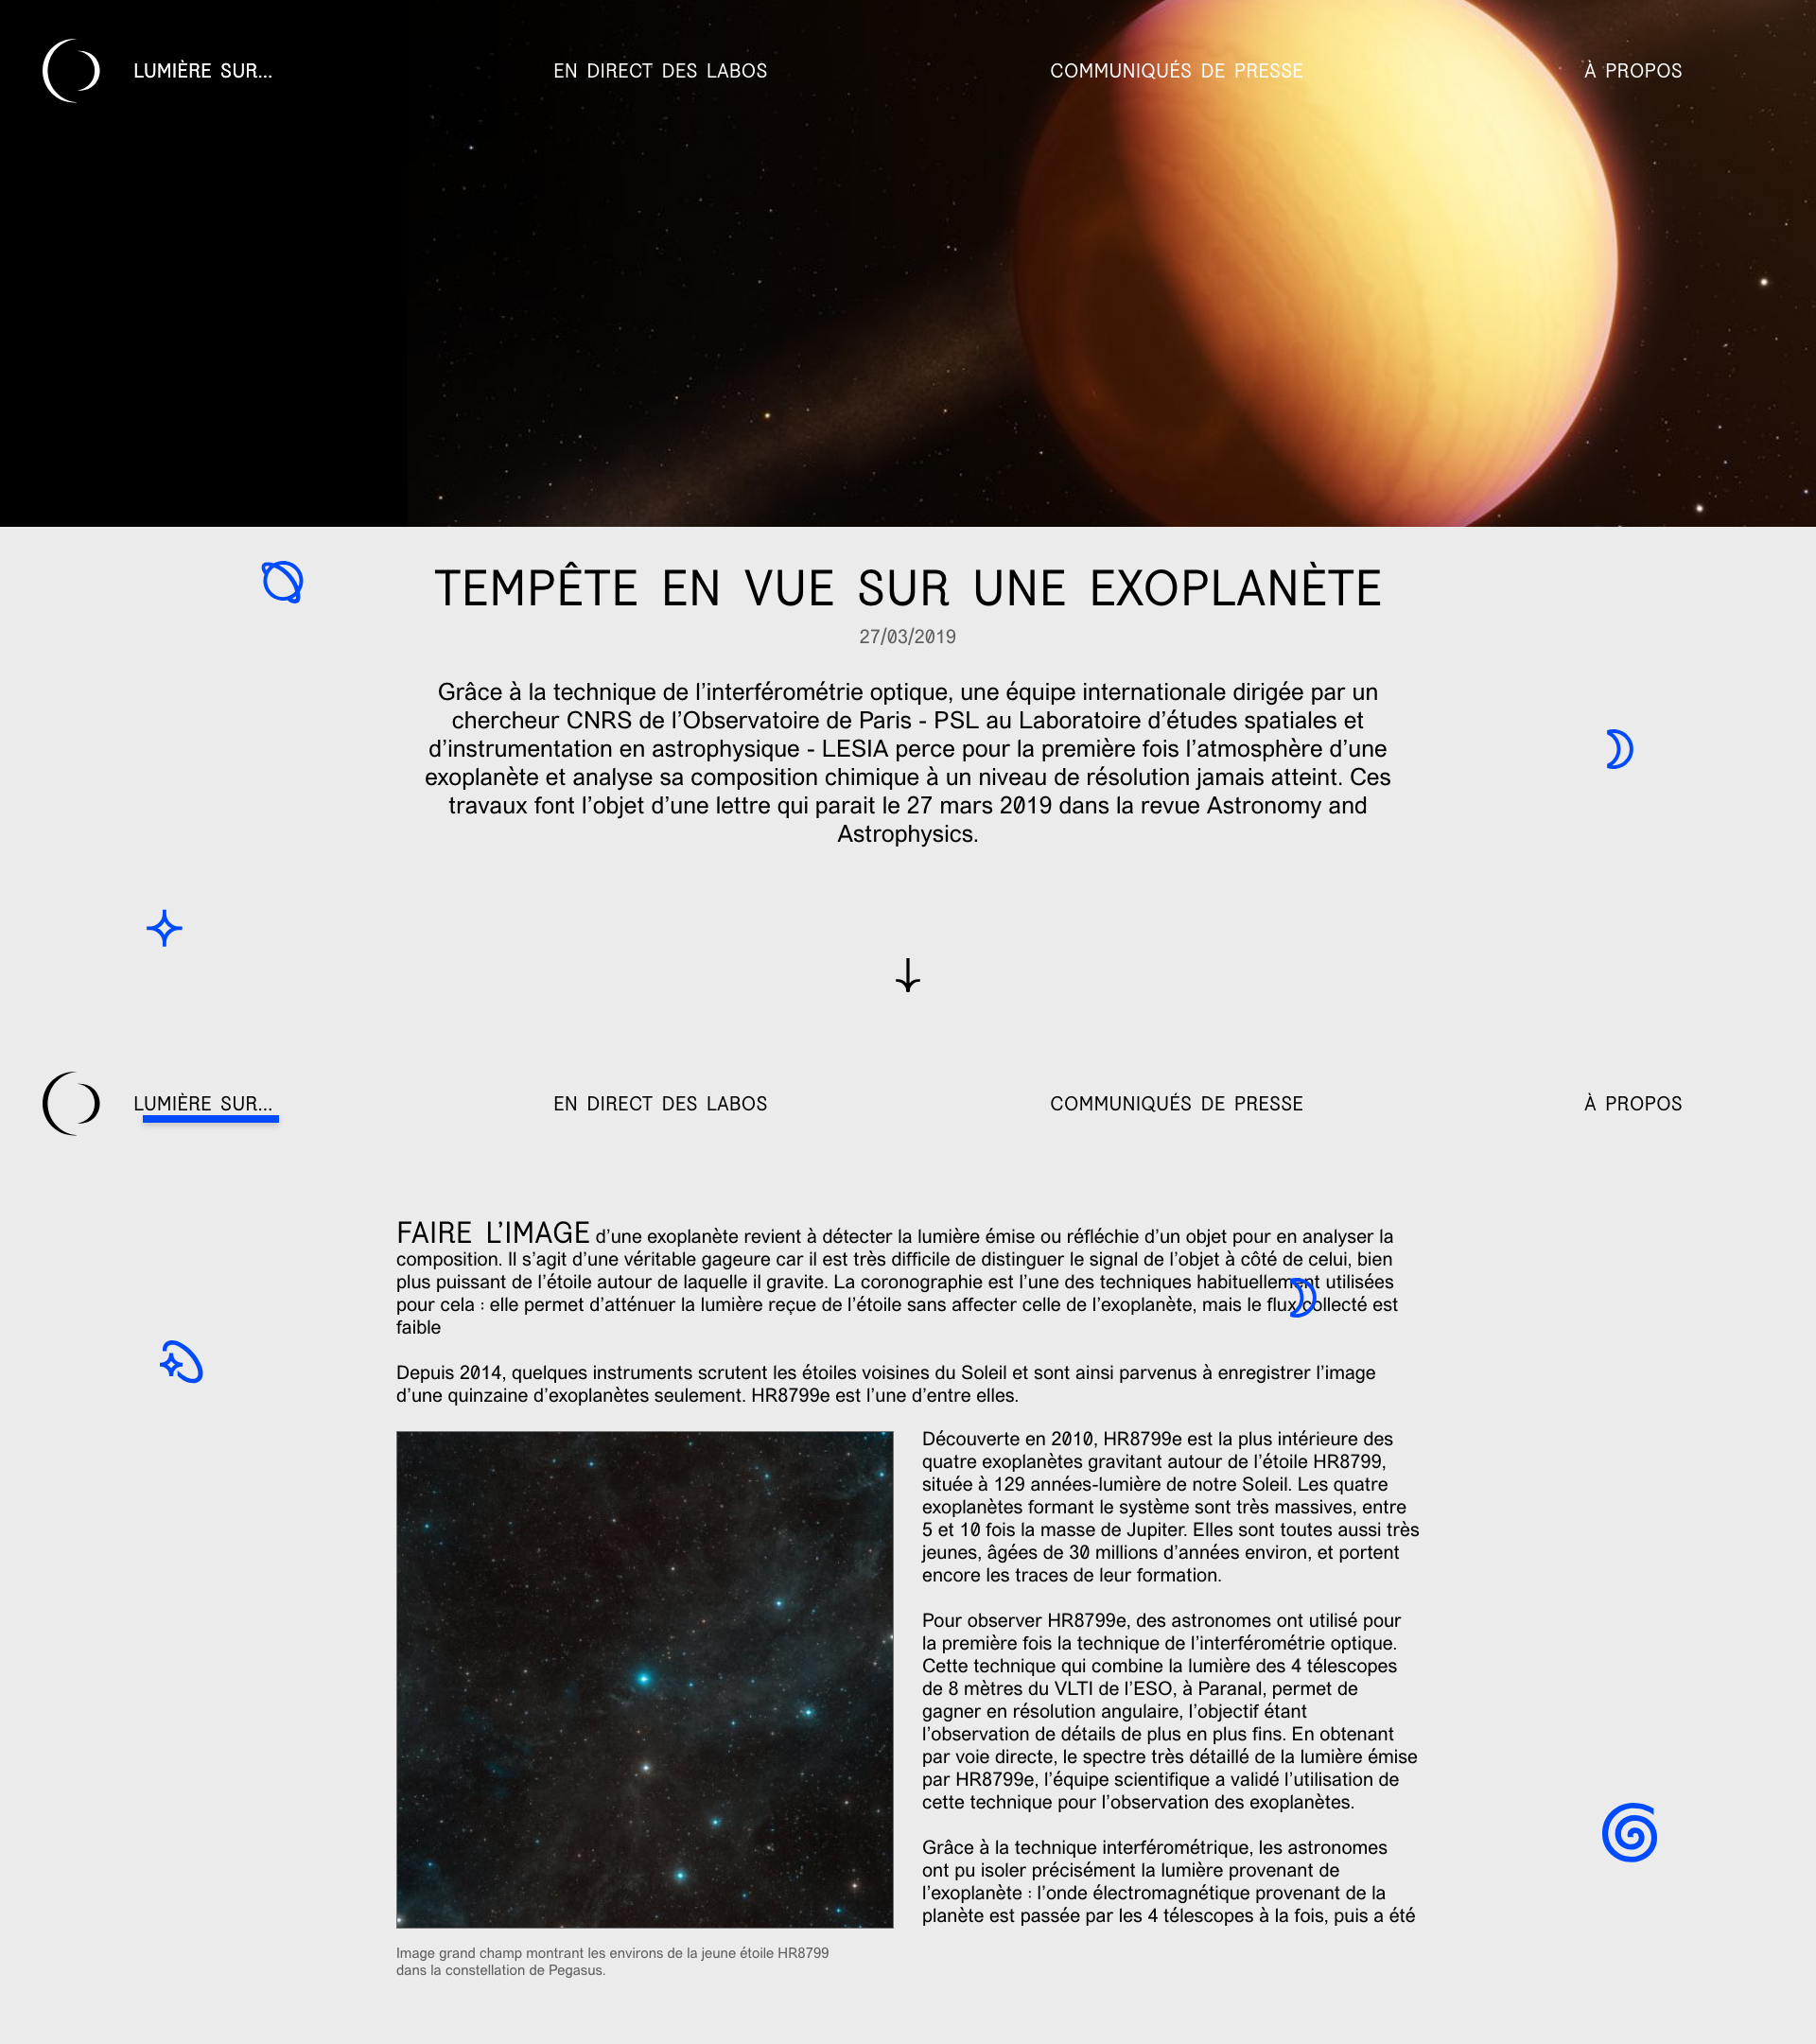 LUMIÈRE SUR...
EN DIRECT DES LABOS
COMMUNIQUÉS DE PRESSE
À PROPOS
TEMPÊTE EN VUE SUR UNE EXOPLANÈTE
27/03/2019
Grâce à la technique de l’interférométrie optique, une équipe internationale dirigée par un
chercheur CNRS de l’Observatoire de Paris - PSL au Laboratoire d’études spatiales et
d’instrumentation en astrophysique - LESIA perce pour la première fois l’atmosphère d’une
exoplanète et analyse sa composition chimique à un niveau de résolution jamais atteint. Ces
travaux font l’objet d’une lettre qui parait le 27 mars 2019 dans la revue Astronomy and
Astrophysics.
LUMIÈRE SUR...
EN DIRECT DES LABOS
COMMUNIQUÉS DE PRESSE
À PROPOS
FAIRE L’IMAGE d’une exoplanète revient à détecter la lumière émise ou réfléchie d’un objet pour en analyser la
composition. Il s’agit d’une véritable gageure car il est très difficile de distinguer le signal de l’objet à côté de celui, bien
plus puissant de l’étoile autour de laquelle il gravite. La coronographie est l’une des techniques habituellement utilisées
pour cela : elle permet d’atténuer la lumière reçue de l’étoile sans affecter celle de l’exoplanète, mais le flux collecté est
faible
Depuis 2014, quelques instruments scrutent les étoiles voisines du Soleil et sont ainsi parvenus à enregistrer l’image
d’une quinzaine d’exoplanètes seulement. HR8799e est l’une d’entre elles.
Découverte en 2010, HR8799e est la plus intérieure des
quatre exoplanètes gravitant autour de l’étoile HR8799,
située à 129 années-lumière de notre Soleil. Les quatre
exoplanètes formant le système sont très massives, entre
5 et 10 fois la masse de Jupiter. Elles sont toutes aussi très
jeunes, âgées de 30 millions d’années environ, et portent
encore les traces de leur formation.
Pour observer HR8799e, des astronomes ont utilisé pour
la première fois la technique de l’interférométrie optique.
Cette technique qui combine la lumière des 4 télescopes
de 8 mètres du VLTI de l’ESO, à Paranal, permet de
gagner en résolution angulaire, l’objectif étant
l’observation de détails de plus en plus fins. En obtenant
par voie directe, le spectre très détaillé de la lumière émise
par HR8799e, l’équipe scientifique a validé l’utilisation de
cette technique pour l’observation des exoplanètes.
Grâce à la technique interférométrique, les astronomes
ont pu isoler précisément la lumière provenant de
l’exoplanète : l’onde électromagnétique provenant de la
planète est passée par les 4 télescopes à la fois, puis a été
Image grand champ montrant les environs de la jeune étoile HR8799
dans la constellation de Pegasus.